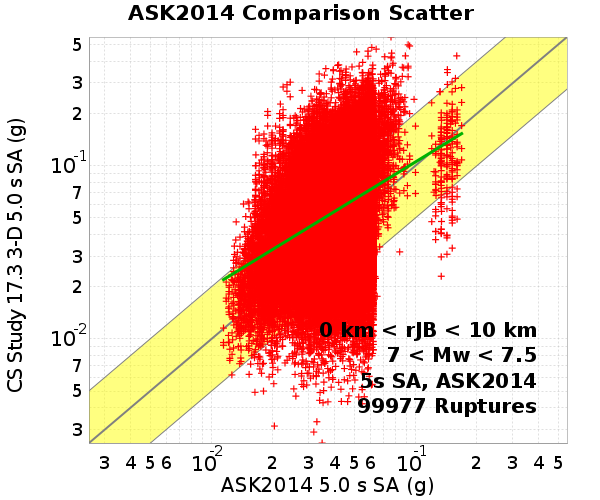 ASK2014 Comparison Scatter
CS Study 17.3 3-D 5.0 s SA (g)
5
3
2
10-1
7
5
3
2
10-2
7
5
3
0 km < rJB < 10 km
7 < Mw < 7.5
5s SA, ASK2014
99977 Ruptures
3 4 5 6 10-2 2 3 4 5 6 10-1 2 3 4 5
ASK2014 5.0 s SA (g)